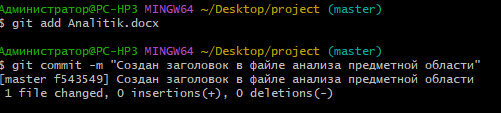 Администратор@PC-HP3 MINGW64 ~/Desktop/project (master)
$ git add Analitik.docx
Администратор@PC-HP3 MINGW64 ~/Desktop/project (master)
$ git commit -m "Создан заголовок в файле анализа предметной области"
[master f543549] Создан заголовок в файле анализа предметной области
1 file changed, 0 insertions(+), 0 deletions(-)